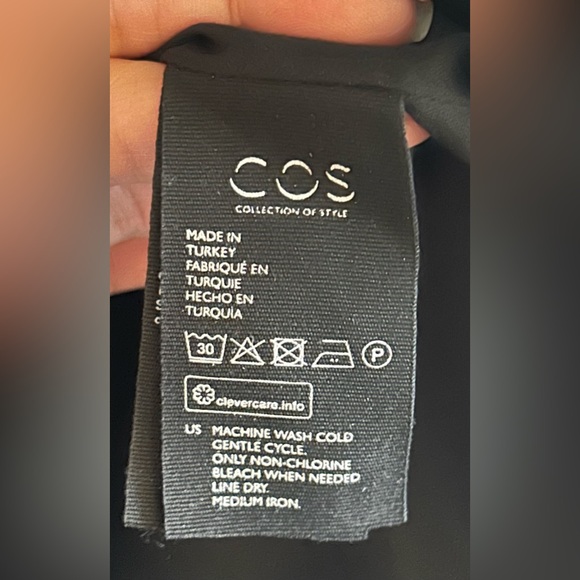 COS
COLLECTION OF STYLE
MADE IN
TURKEY
FABRIQUÉ EN
TURQUIE
HECHO EN
TURQUÍA
30
P
clevercare.info
US MACHINE WASH COLD
GENTLE CYCLE.
ONLY NON-CHLORINE
BLEACH WHEN NEEDED
LINE DRY.
MEDIUM IRON.